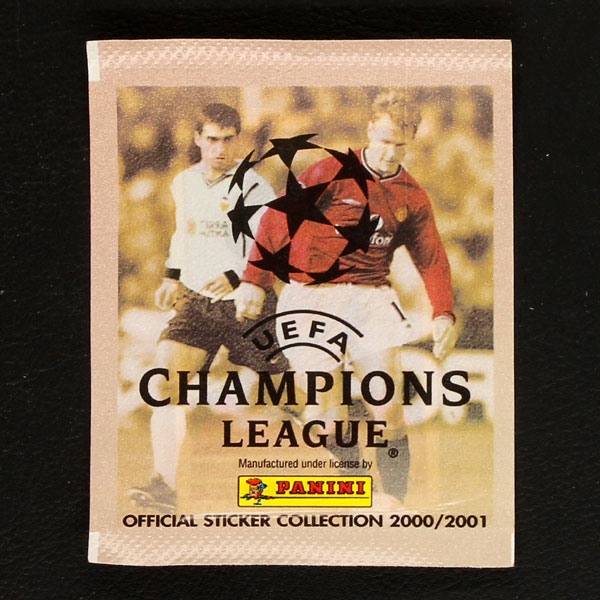 UEFA
CHAMPIONS
LEAGUE®
Manufactured under license by
PANINI
OFFICIAL STICKER COLLECTION 2000/2001